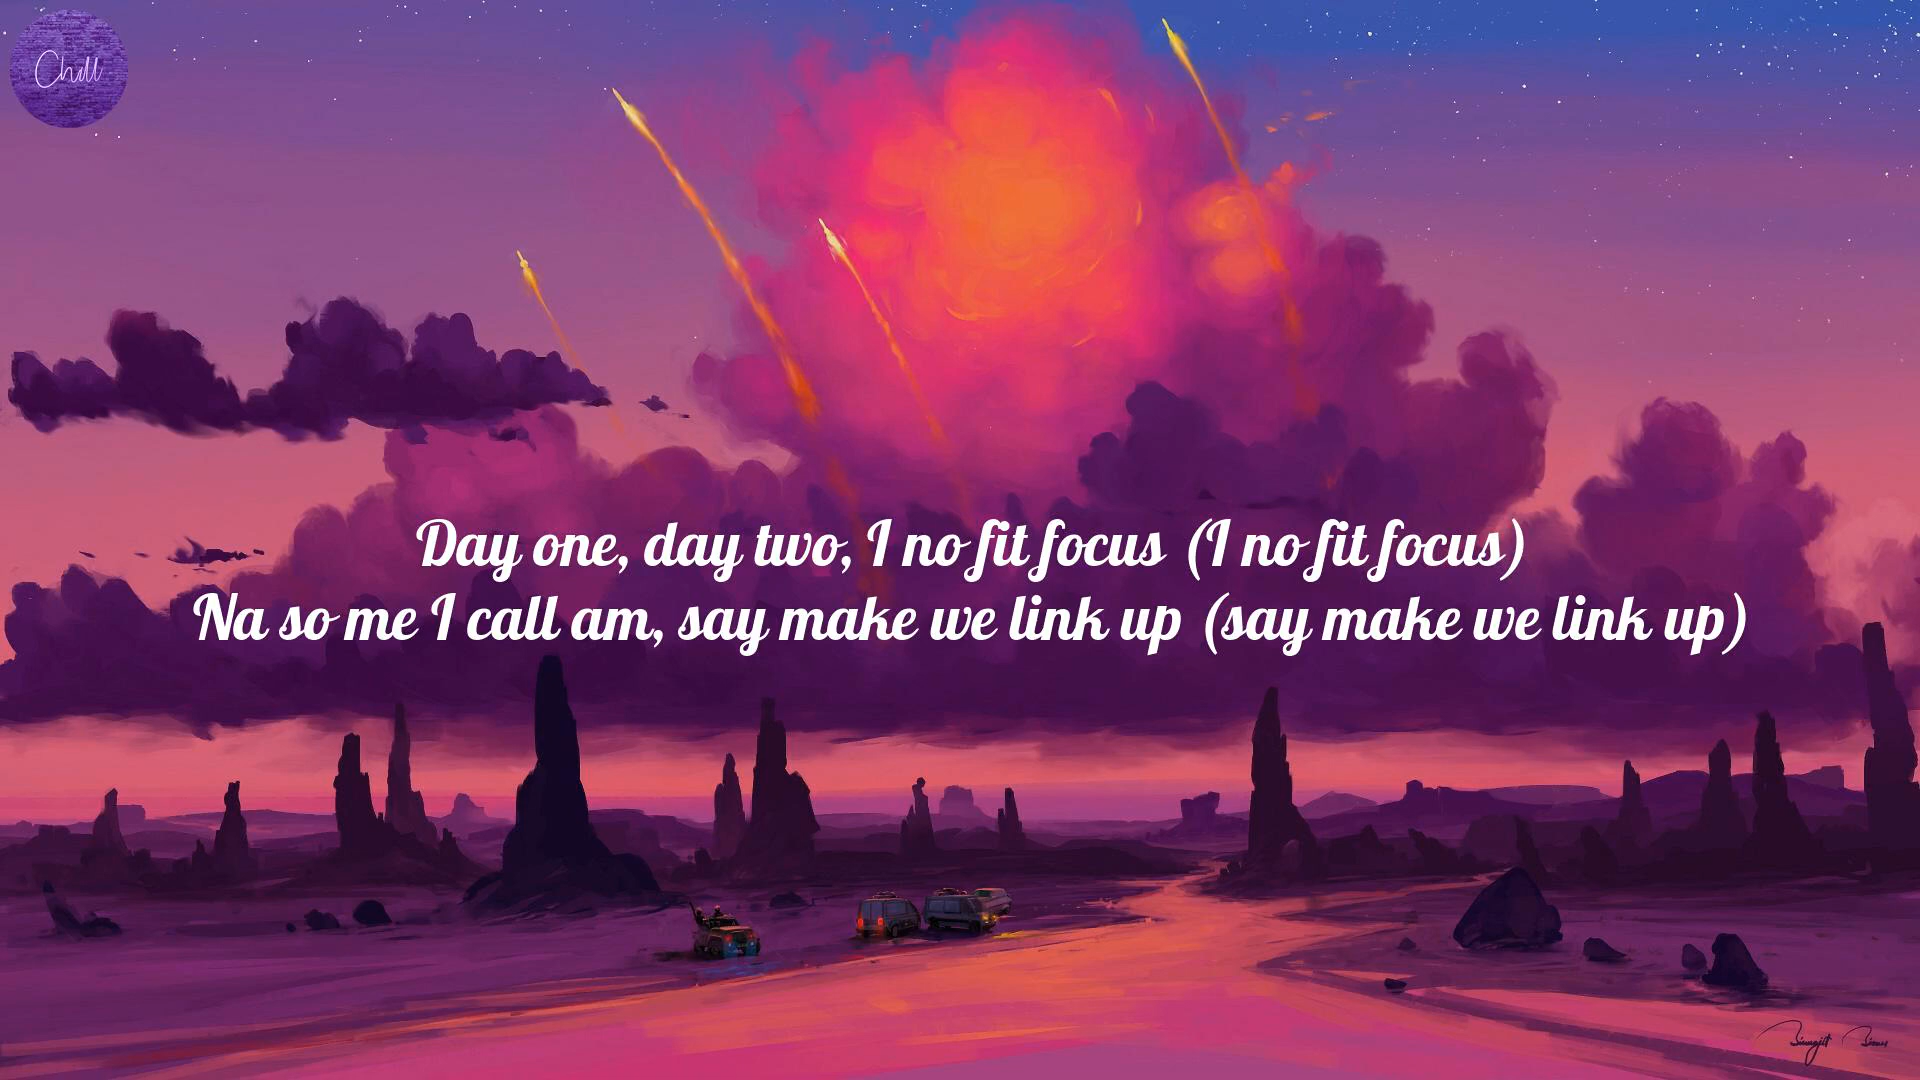 Chill
Day one, day two, I no fit focus (I no fit focus)
Na so me I call am, say make we link up (say make we link up)